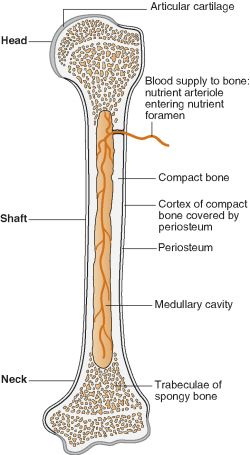 Articular cartilage
Head
Blood supply to bone:
nutrient arteriole
entering nutrient
foramen
Compact bone
Cortex of compact
bone covered by
periosteum
Shaft
Periosteum
Medullary cavity
Neck
Trabeculae of
spongy bone